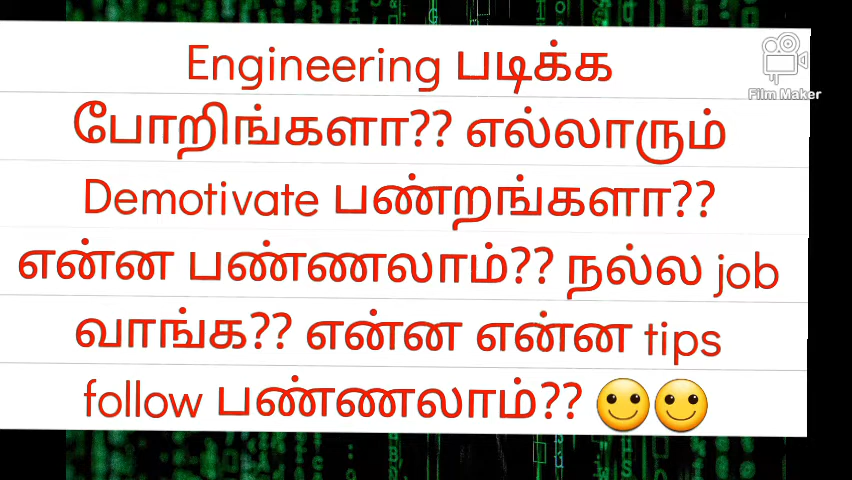 Engineering படிக்க
போறிங்களா?? எல்லாரும்
Demotivate பண்றங்களா??
என்ன பண்ணலாம்?? நல்ல job
வாங்க?? என்ன என்ன tips
follow பண்ணலாம்?? 🙂🙂
Film Maker